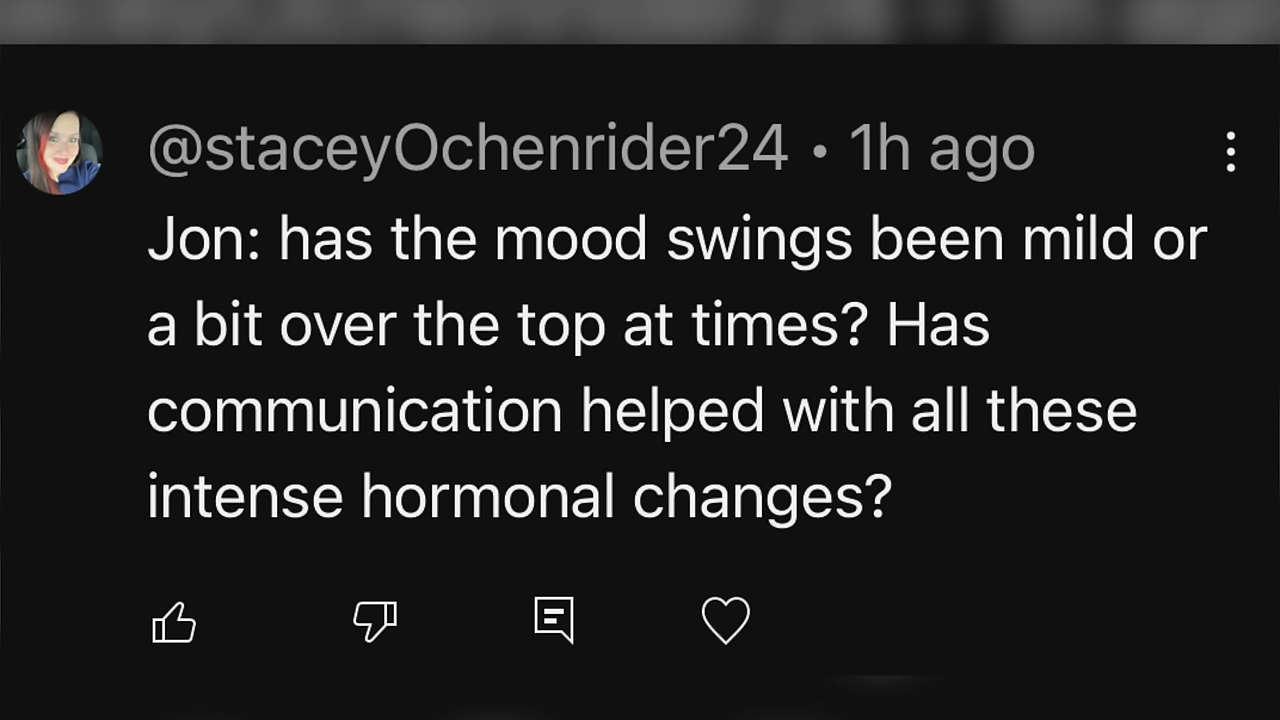 @staceyOchenrider24 • 1h ago
Jon: has the mood swings been mild or
a bit over the top at times? Has
communication helped with all these
intense hormonal changes?